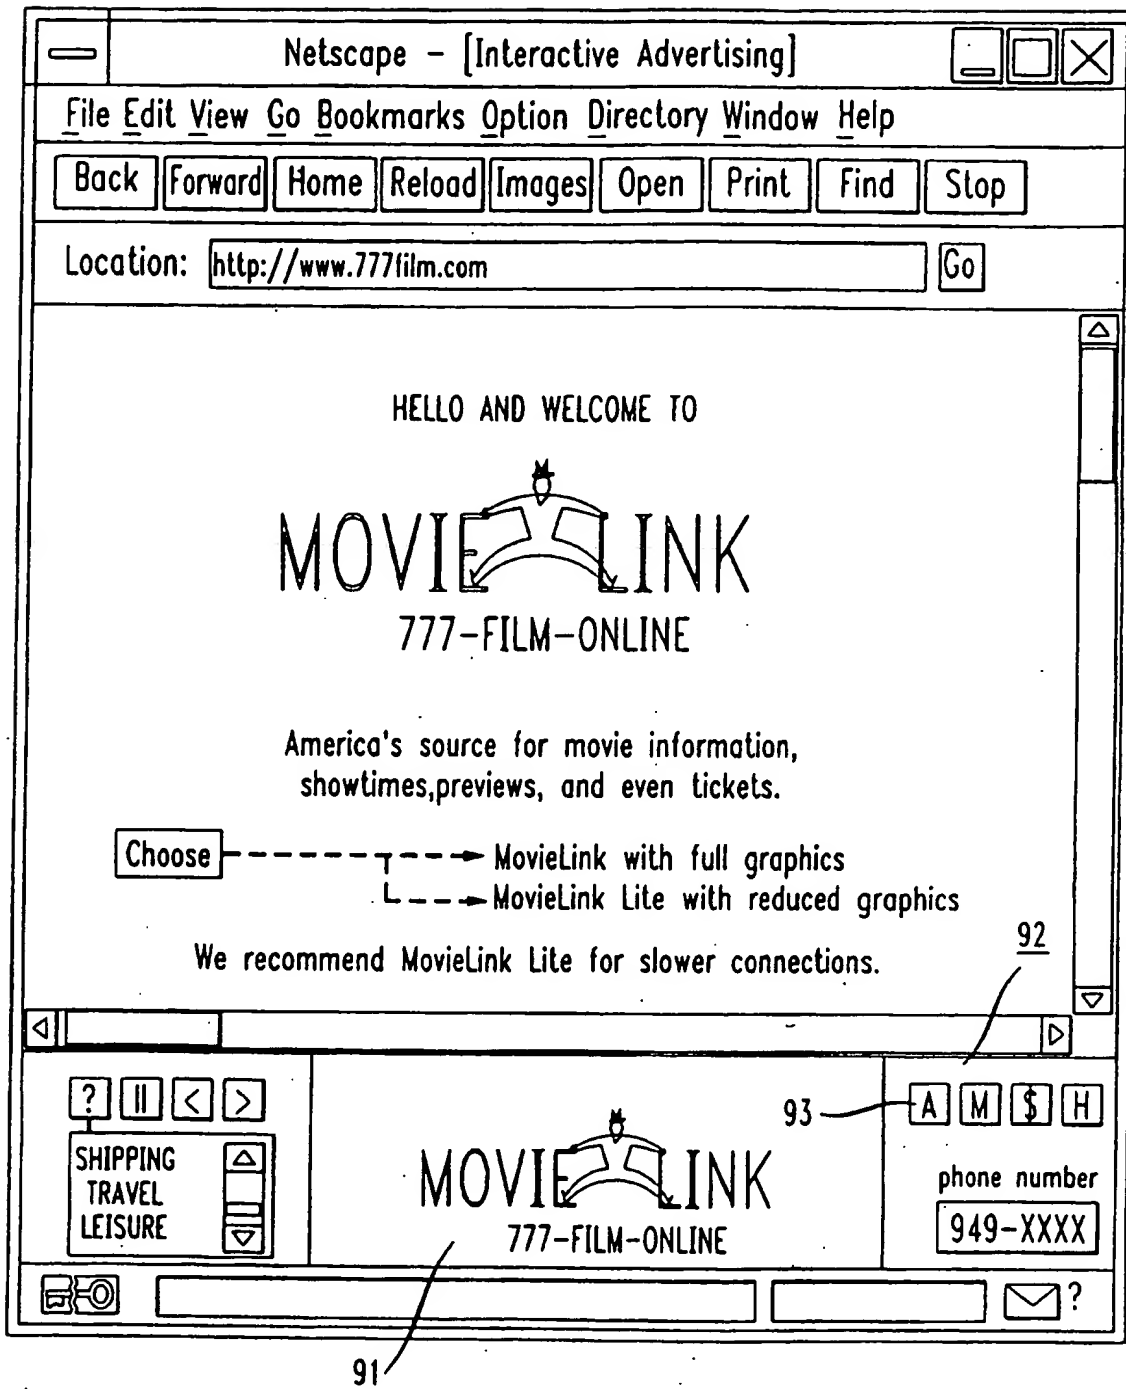 Netscape - [Interactive Advertising]
File Edit View Go Bookmarks Option Directory Window Help
Back Forward Home Reload Images Open Print Find Stop
Location: http://www.777film.com Go
HELLO AND WELCOME TO
MOVIELINK
777-FILM-ONLINE
America's source for movie information,
showtimes,previews, and even tickets.
Choose MovieLink with full graphics
MovieLink Lite with reduced graphics
We recommend MovieLink Lite for slower connections.
92
? || < >
93 A M $ H
SHIPPING
TRAVEL
LEISURE
MOVIELINK
777-FILM-ONLINE
phone number
949-XXXX
?
91